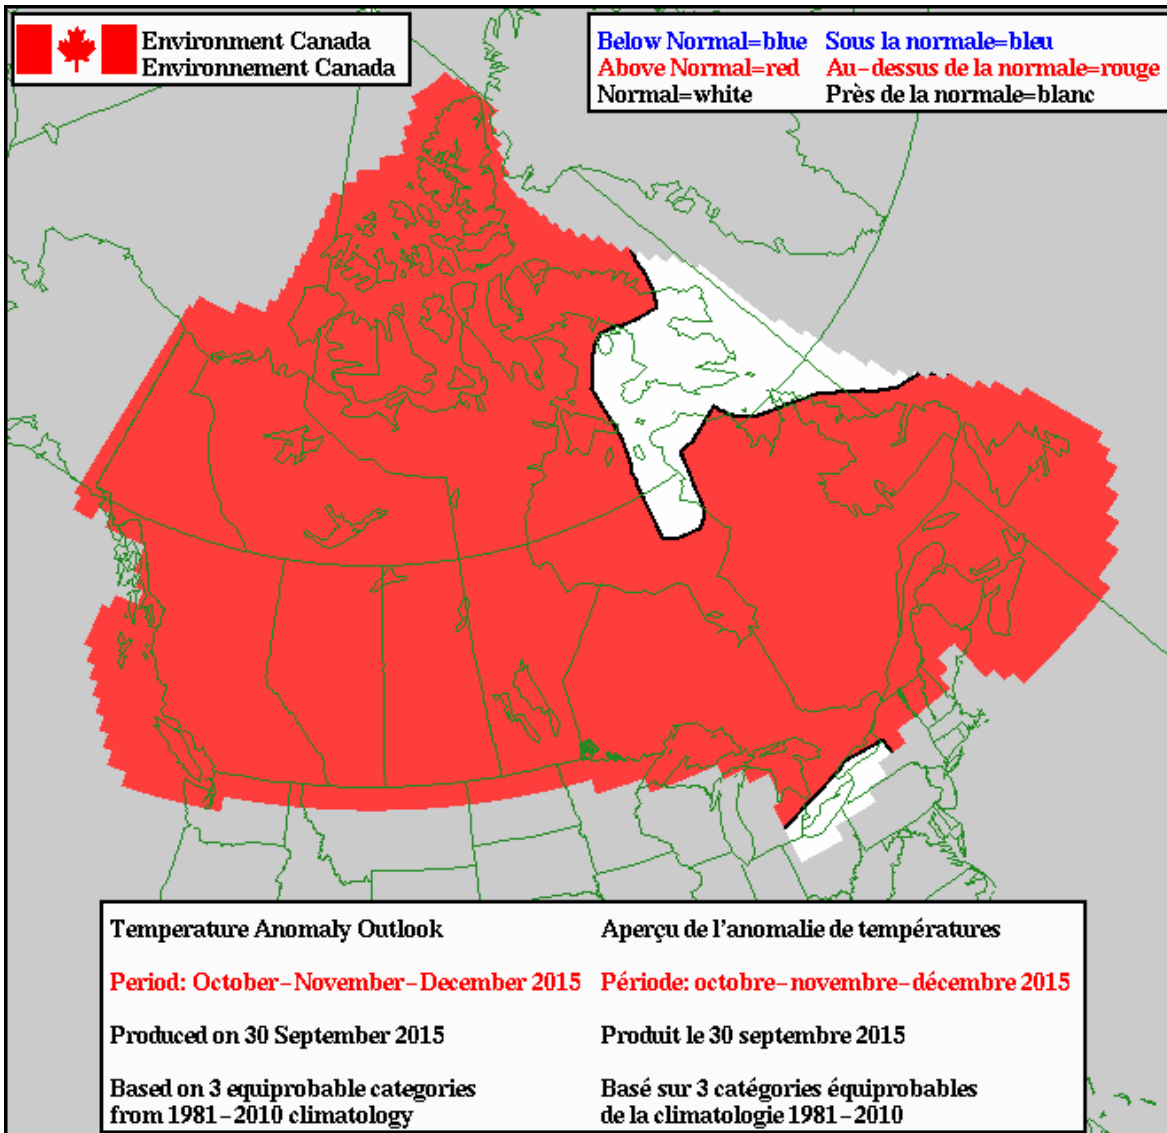 Environment Canada
Environnement Canada
Below Normal=blue Sous la normale=bleu
Above Normal=red Au-dessus de la normale=rouge
Normal=white Près de la normale=blanc
Temperature Anomaly Outlook Aperçu de l'anomalie de températures
Period: October-November-December 2015 Période: octobre-novembre-décembre 2015
Produced on 30 September 2015 Produit le 30 septembre 2015
Based on 3 equiprobable categories Basé sur 3 catégories équiprobables
from 1981-2010 climatology de la climatologie 1981-2010